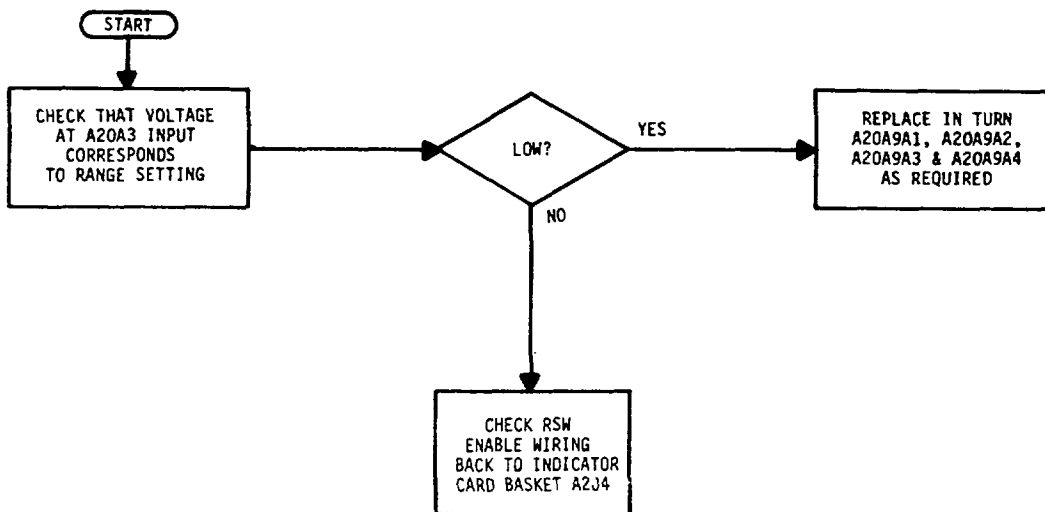 START
CHECK THAT VOLTAGE
AT A20A3 INPUT
CORRESPONDS
TO RANGE SETTING
LOW?
YES
REPLACE IN TURN
A20A9A1, A20A9A2,
A20A9A3 & A20A9A4
AS REQUIRED
NO
CHECK RSW
ENABLE WIRING
BACK TO INDICATOR
CARD BASKET A2J4